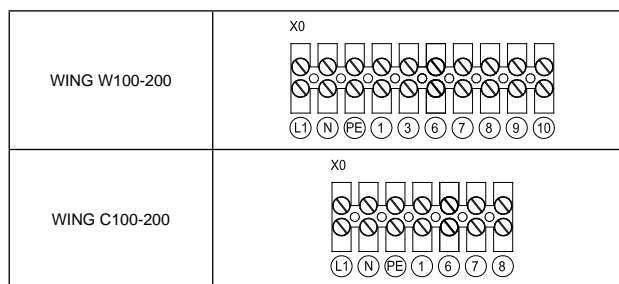 X0
WING W100-200
L1 N PE 1 3 6 7 8 9 10
X0
WING C100-200
L1 N PE 1 6 7 8